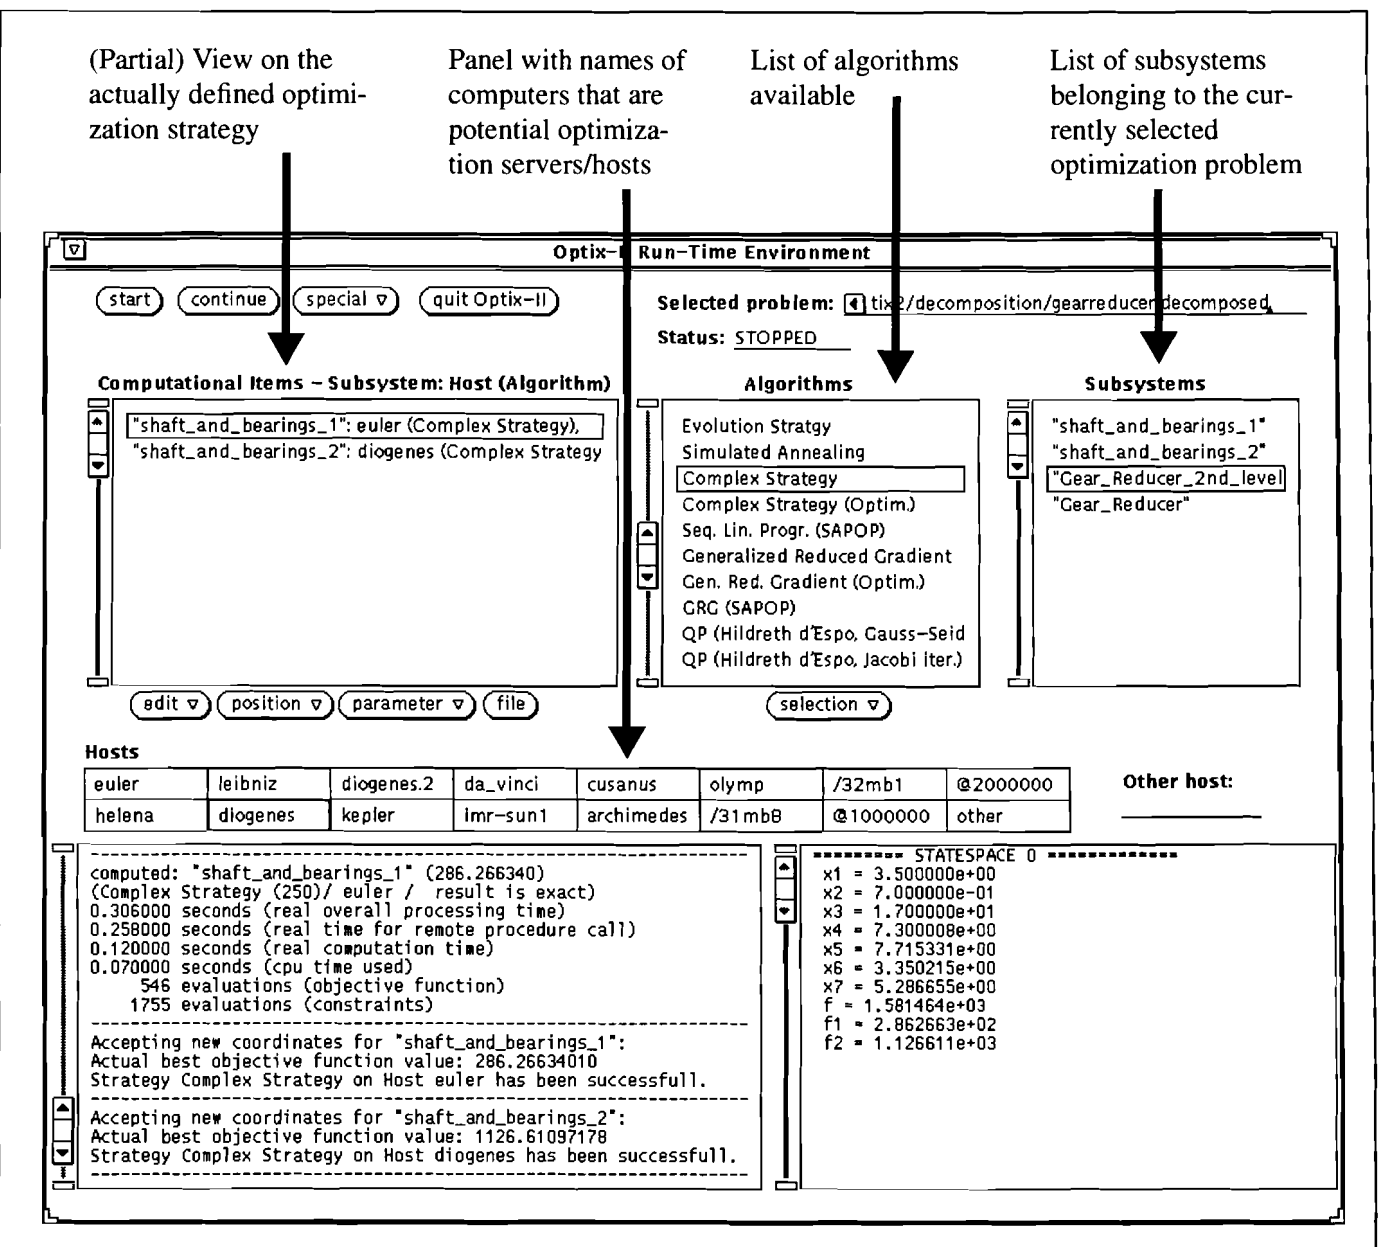 (Partial) View on the
actually defined optimi-
zation strategy
Panel with names of
computers that are
potential optimiza-
tion servers/hosts
List of algorithms
available
List of subsystems
belonging to the cur-
rently selected
optimization problem
Optix-II Run-Time Environment
start continue special quit Optix-II
Selected problem: tix2/decomposition/gearreducer decomposed
Status: STOPPED
Computational Items - Subsystem: Host (Algorithm)
"shaft_and_bearings_1": euler (Complex Strategy),
"shaft_and_bearings_2": diogenes (Complex Strategy
edit position parameter file
Algorithms
Evolution Stratgy
Simulated Annealing
Complex Strategy
Complex Strategy (Optim.)
Seq. Lin. Progr. (SAPOP)
Generalized Reduced Gradient
Gen. Red. Gradient (Optim.)
GRG (SAPOP)
QP (Hildreth d'Espo, Gauss-Seid
QP (Hildreth d'Espo, Jacobi iter.)
selection
Subsystems
"shaft_and_bearings_1"
"shaft_and_bearings_2"
"Gear_Reducer_2nd_level
"Gear_Reducer"
Hosts
euler leibniz diogenes.2 da_vinci cusanus olymp /32mb1 @2000000
helena diogenes kepler lmr-sun1 archimedes /31mb8 @1000000 other
Other host:
--------------------------------------------------
computed: "shaft_and_bearings_1" (286.266340)
(Complex Strategy (250)/ euler / result is exact)
0.306000 seconds (real overall processing time)
0.258000 seconds (real time for remote procedure call)
0.120000 seconds (real computation time)
0.070000 seconds (cpu time used)
546 evaluations (objective function)
1755 evaluations (constraints)
--------------------------------------------------
Accepting new coordinates for "shaft_and_bearings_1":
Actual best objective function value: 286.26634010
Strategy Complex Strategy on Host euler has been successfull.
--------------------------------------------------
Accepting new coordinates for "shaft_and_bearings_2":
Actual best objective function value: 1126.61097178
Strategy Complex Strategy on Host diogenes has been successfull.
--------------------------------------------------
========= STATESPACE 0 =============
x1 = 3.500000e+00
x2 = 7.000000e-01
x3 = 1.700000e+01
x4 = 7.300008e+00
x5 = 7.715331e+00
x6 = 3.350215e+00
x7 = 5.286655e+00
f = 1.581464e+03
f1 = 2.862663e+02
f2 = 1.126611e+03